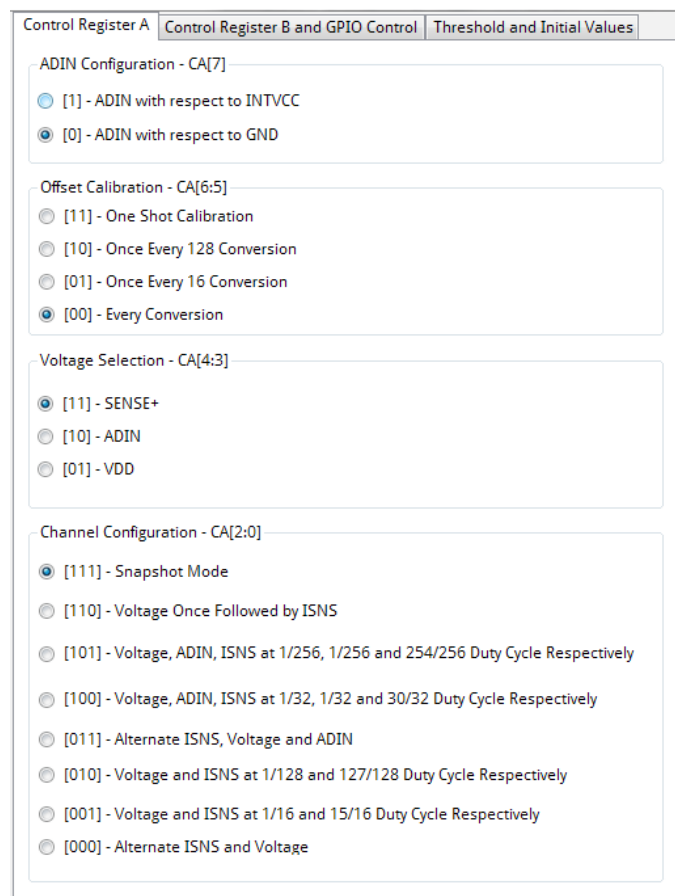 Control Register A Control Register B and GPIO Control Threshold and Initial Values
ADIN Configuration - CA[7]
[1] - ADIN with respect to INTVCC
[0] - ADIN with respect to GND
Offset Calibration - CA[6:5]
[11] - One Shot Calibration
[10] - Once Every 128 Conversion
[01] - Once Every 16 Conversion
[00] - Every Conversion
Voltage Selection - CA[4:3]
[11] - SENSE+
[10] - ADIN
[01] - VDD
Channel Configuration - CA[2:0]
[111] - Snapshot Mode
[110] - Voltage Once Followed by ISNS
[101] - Voltage, ADIN, ISNS at 1/256, 1/256 and 254/256 Duty Cycle Respectively
[100] - Voltage, ADIN, ISNS at 1/32, 1/32 and 30/32 Duty Cycle Respectively
[011] - Alternate ISNS, Voltage and ADIN
[010] - Voltage and ISNS at 1/128 and 127/128 Duty Cycle Respectively
[001] - Voltage and ISNS at 1/16 and 15/16 Duty Cycle Respectively
[000] - Alternate ISNS and Voltage